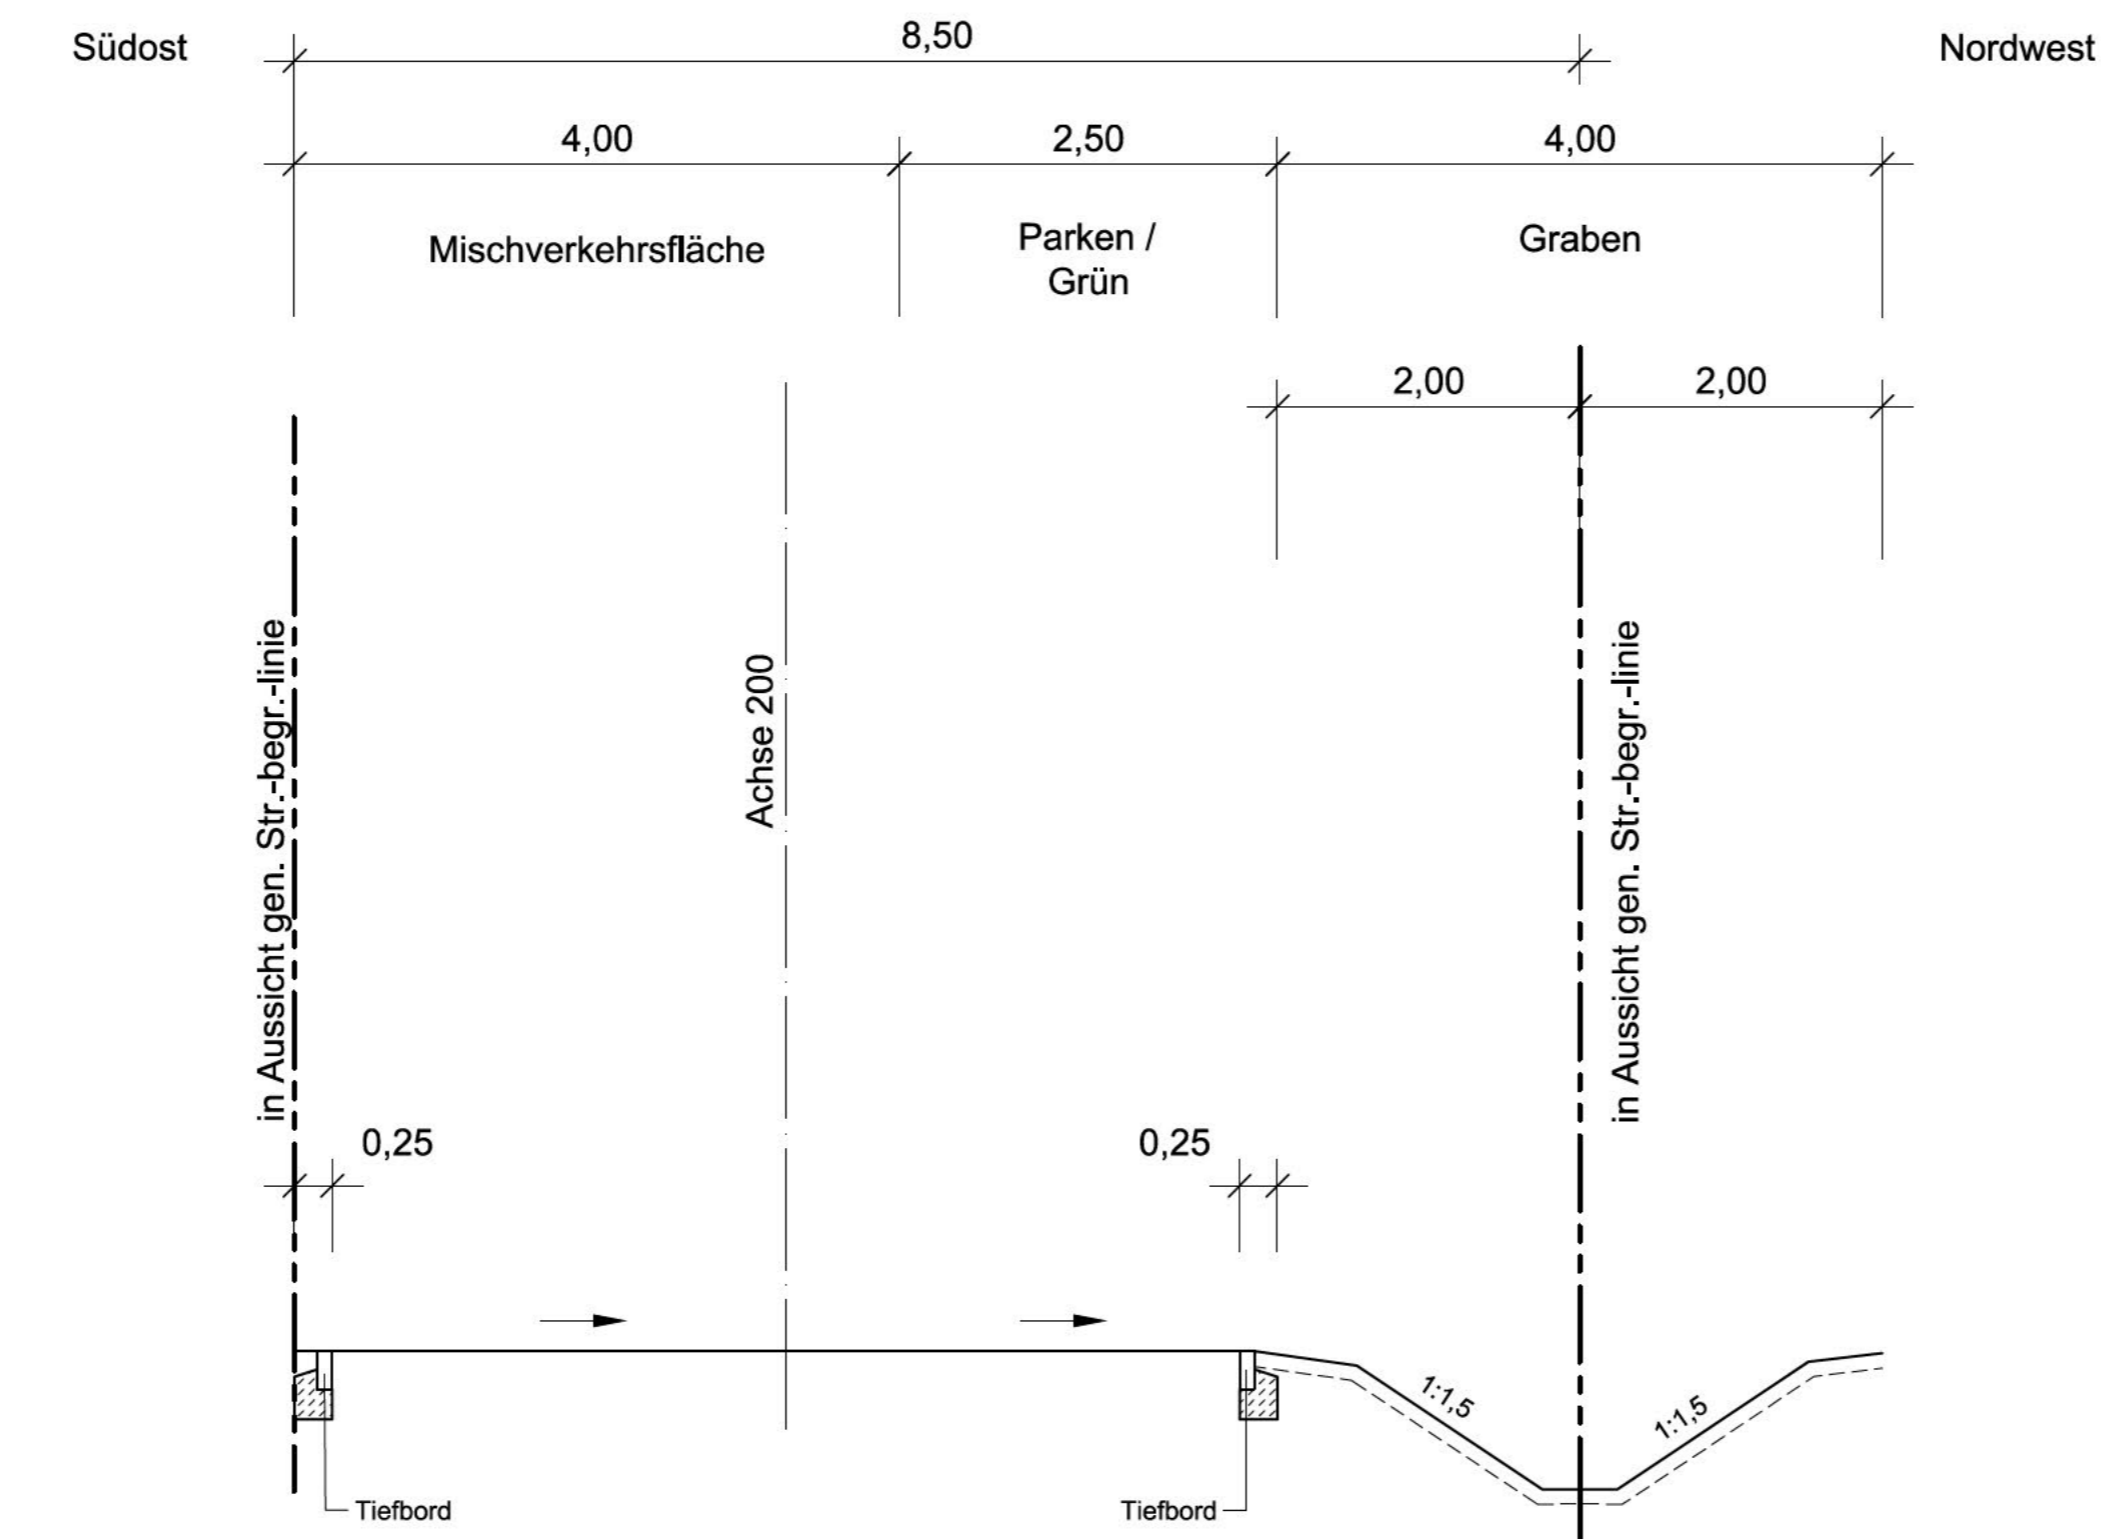 Südost
8,50
Nordwest
4,00
2,50
4,00
Mischverkehrsfläche
Parken /
Grün
Graben
2,00
2,00
in Aussicht gen. Str.-begr.-linie
Achse 200
in Aussicht gen. Str.-begr.-linie
0,25
0,25
1:1,5
1:1,5
Tiefbord
Tiefbord